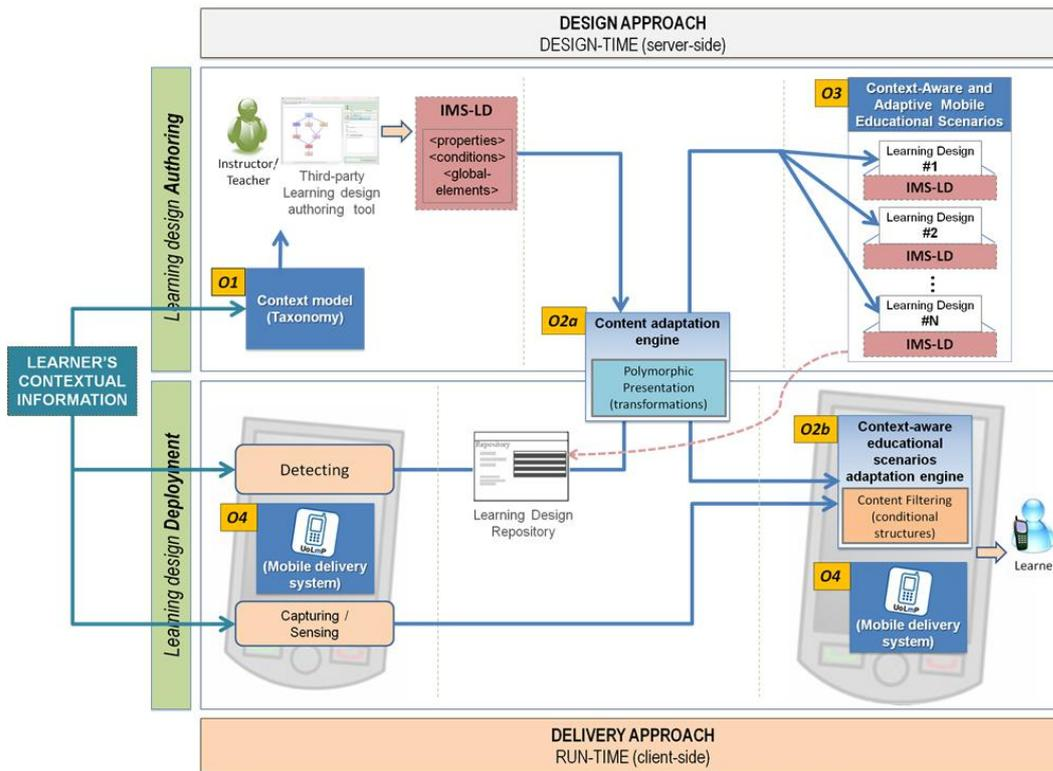 DESIGN APPROACH
DESIGN-TIME (server-side)
Learning design Authoring
Instructor/
Teacher
Third-party
Learning design
authoring tool
IMS-LD
<properties>
<conditions>
<global-
elements>
O1
Context model
(Taxonomy)
O2a
Content adaptation
engine
Polymorphic
Presentation
(transformations)
O3
Context-Aware and
Adaptive Mobile
Educational Scenarios
Learning Design
#1
IMS-LD
Learning Design
#2
IMS-LD
Learning Design
#N
IMS-LD
LEARNER'S
CONTEXTUAL
INFORMATION
Learning design Deployment
Detecting
O4
UoLmP
(Mobile delivery
system)
Capturing /
Sensing
Repository
Learning Design
Repository
O2b
Context-aware
educational
scenarios
adaptation engine
Content Filtering
(conditional
structures)
Learne
O4
UoLmP
(Mobile delivery
system)
DELIVERY APPROACH
RUN-TIME (client-side)